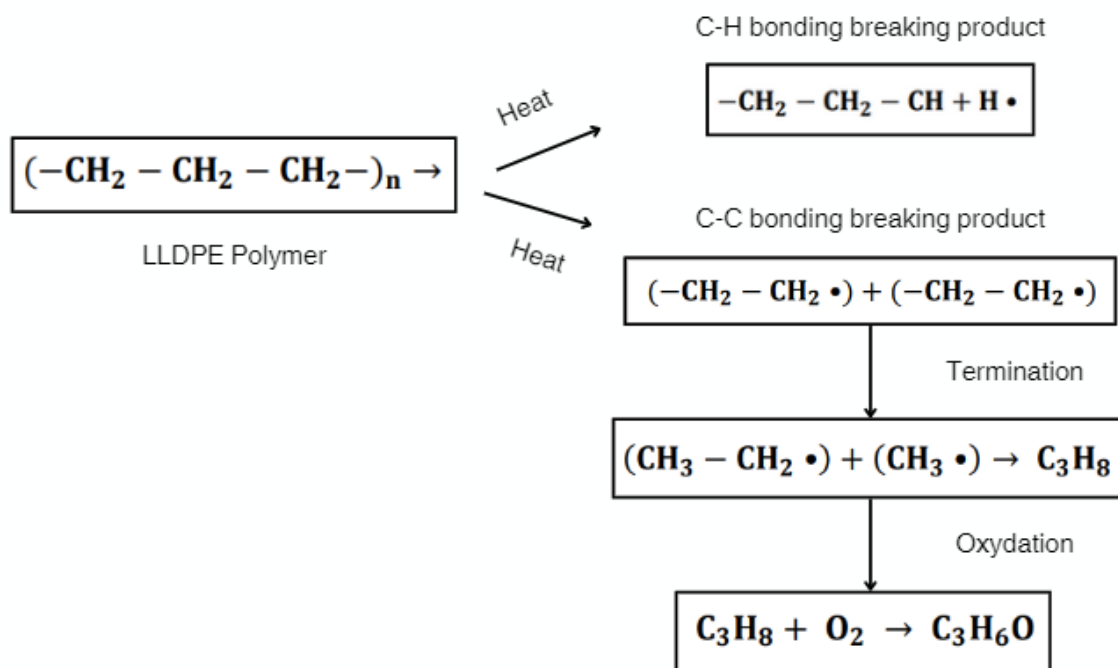 C-H bonding breaking product
−CH₂ − CH₂ − CH + H •
Heat
(−CH₂ − CH₂ − CH₂−)ₙ →
LLDPE Polymer
Heat
C-C bonding breaking product
(−CH₂ − CH₂ •) + (−CH₂ − CH₂ •)
Termination
(CH₃ − CH₂ •) + (CH₃ •) → C₃H₈
Oxydation
C₃H₈ + O₂ → C₃H₆O